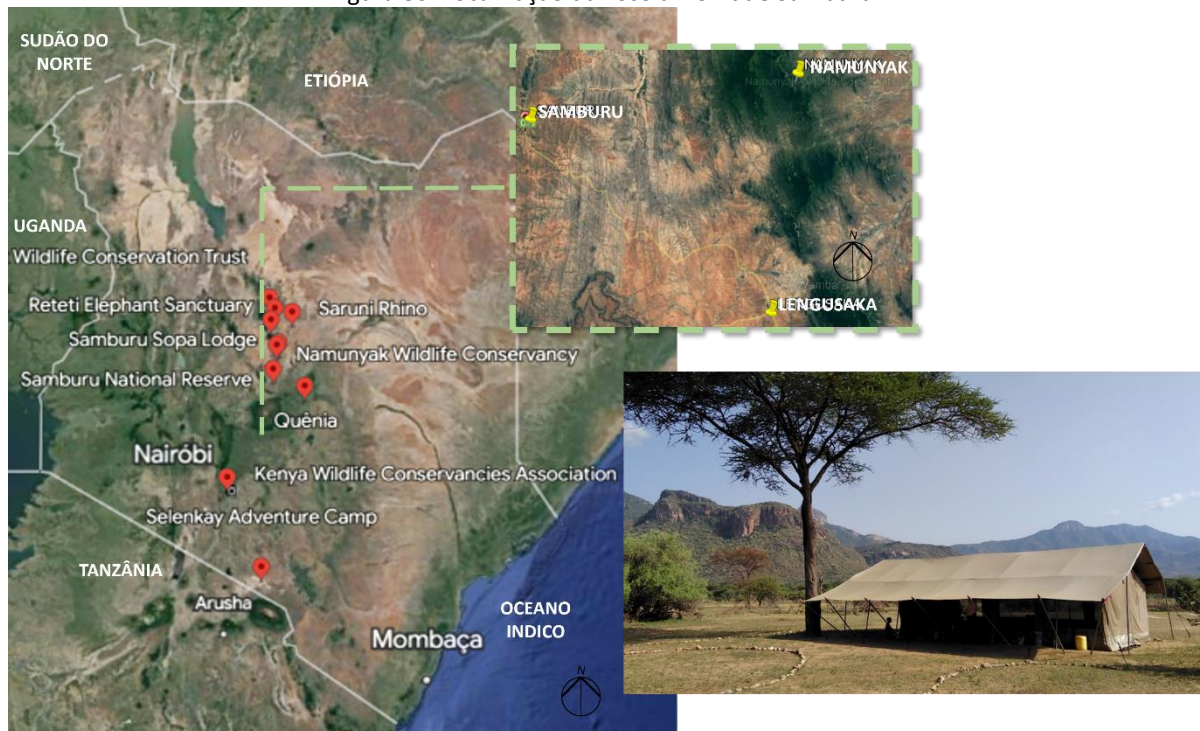 SUDÃO DO
NORTE
ETIÓPIA
NAMUNYAK
SAMBURU
UGANDA
Wildlife Conservation Trust
Reteti Elephant Sanctuary
Saruni Rhino
Samburu Sopa Lodge
Namunyak Wildlife Conservancy
Samburu National Reserve
Quênia
LENGUSAKA
Nairóbi
Kenya Wildlife Conservancies Association
Selenkay Adventure Camp
TANZÂNIA
Arusha
OCEANO
INDICO
Mombaça
N
N